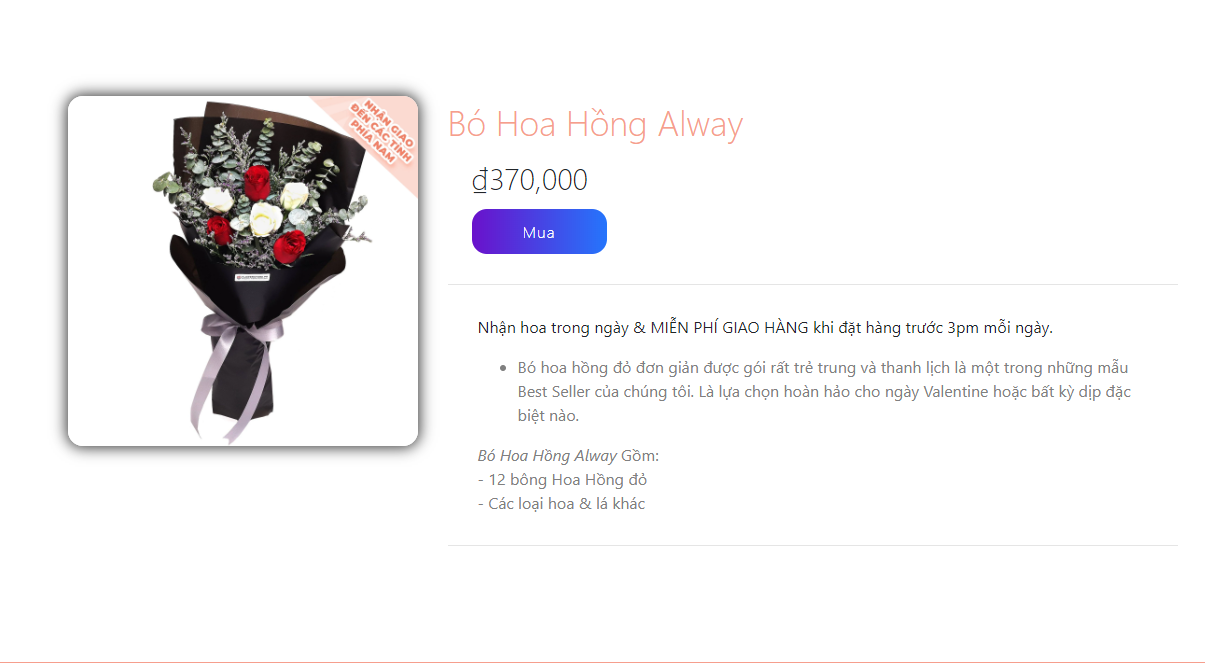 NHẬN GIAO
ĐẾN CÁC TỈNH
PHÍA NAM
Bó Hoa Hồng Alway
₫370,000
Mua
Nhận hoa trong ngày & MIỄN PHÍ GIAO HÀNG khi đặt hàng trước 3pm mỗi ngày.
• Bó hoa hồng đỏ đơn giản được gói rất trẻ trung và thanh lịch là một trong những mẫu
Best Seller của chúng tôi. Là lựa chọn hoàn hảo cho ngày Valentine hoặc bất kỳ dịp đặc
biệt nào.
Bó Hoa Hồng Alway Gồm:
- 12 bông Hoa Hồng đỏ
- Các loại hoa & lá khác